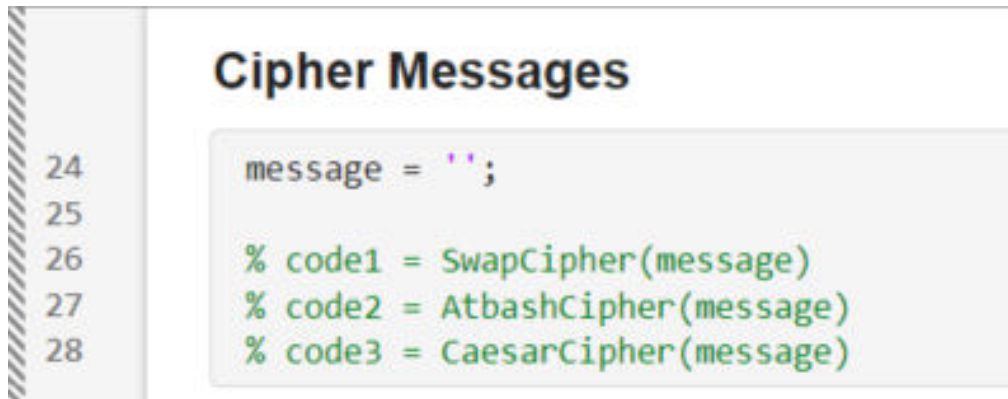 Cipher Messages
24 message = '';
25
26 % code1 = SwapCipher(message)
27 % code2 = AtbashCipher(message)
28 % code3 = CaesarCipher(message)